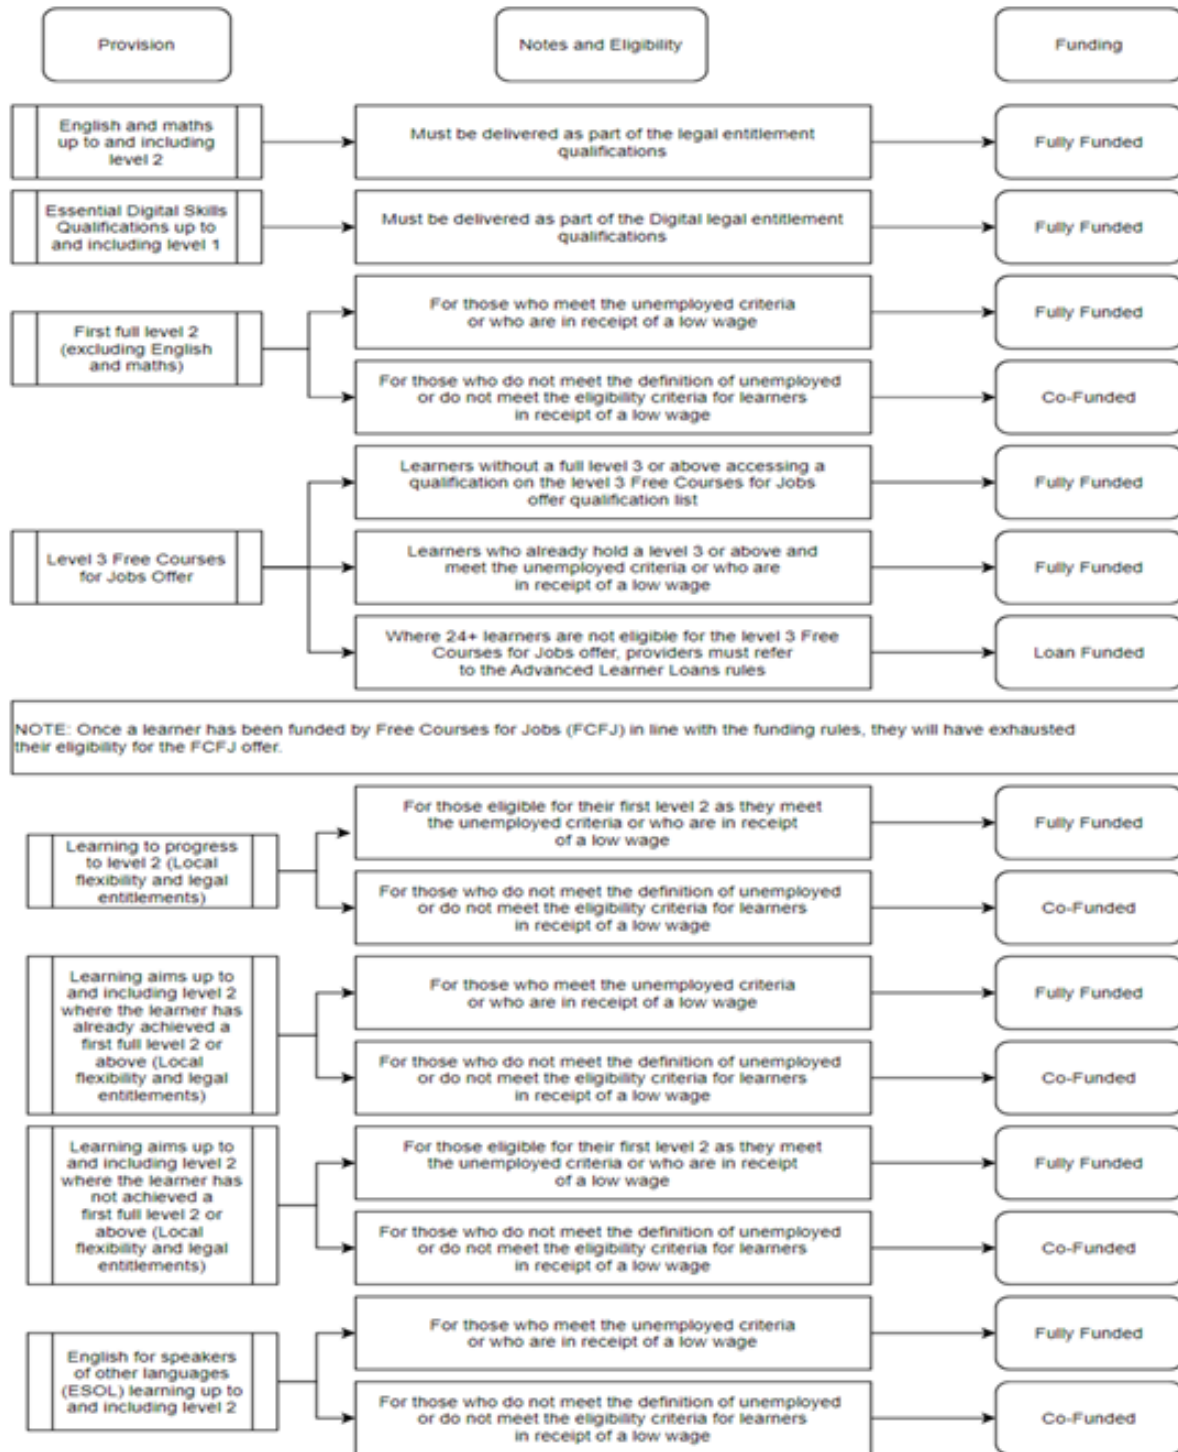 Provision
Notes and Eligibility
Funding
English and maths
up to and including
level 2
Must be delivered as part of the legal entitlement
qualifications
Fully Funded
Essential Digital Skills
Qualifications up to
and including level 1
Must be delivered as part of the Digital legal entitlement
qualifications
Fully Funded
First full level 2
(excluding English
and maths)
For those who meet the unemployed criteria
or who are in receipt of a low wage
Fully Funded
For those who do not meet the definition of unemployed
or do not meet the eligibility criteria for learners
in receipt of a low wage
Co-Funded
Level 3 Free Courses
for Jobs Offer
Learners without a full level 3 or above accessing a
qualification on the level 3 Free Courses for Jobs
offer qualification list
Fully Funded
Learners who already hold a level 3 or above and
meet the unemployed criteria or who are
in receipt of a low wage
Fully Funded
Where 24+ learners are not eligible for the level 3 Free
Courses for Jobs offer, providers must refer
to the Advanced Learner Loans rules
Loan Funded
NOTE: Once a learner has been funded by Free Courses for Jobs (FCFJ) in line with the funding rules, they will have exhausted
their eligibility for the FCFJ offer.
Learning to progress
to level 2 (Local
flexibility and legal
entitlements)
For those eligible for their first level 2 as they meet
the unemployed criteria or who are in receipt
of a low wage
Fully Funded
For those who do not meet the definition of unemployed
or do not meet the eligibility criteria for learners
in receipt of a low wage
Co-Funded
Learning aims up to
and including level 2
where the learner has
already achieved a
first full level 2 or
above (Local
flexibility and legal
entitlements)
For those who meet the unemployed criteria
or who are in receipt of a low wage
Fully Funded
For those who do not meet the definition of unemployed
or do not meet the eligibility criteria for learners
in receipt of a low wage
Co-Funded
Learning aims up to
and including level 2
where the learner has
not achieved a
first full level 2 or
above (Local
flexibility and legal
entitlements)
For those eligible for their first level 2 as they meet
the unemployed criteria or who are in receipt
of a low wage
Fully Funded
For those who do not meet the definition of unemployed
or do not meet the eligibility criteria for learners
in receipt of a low wage
Co-Funded
English for speakers
of other languages
(ESOL) learning up to
and including level 2
For those who meet the unemployed criteria
or who are in receipt of a low wage
Fully Funded
For those who do not meet the definition of unemployed
or do not meet the eligibility criteria for learners
in receipt of a low wage
Co-Funded